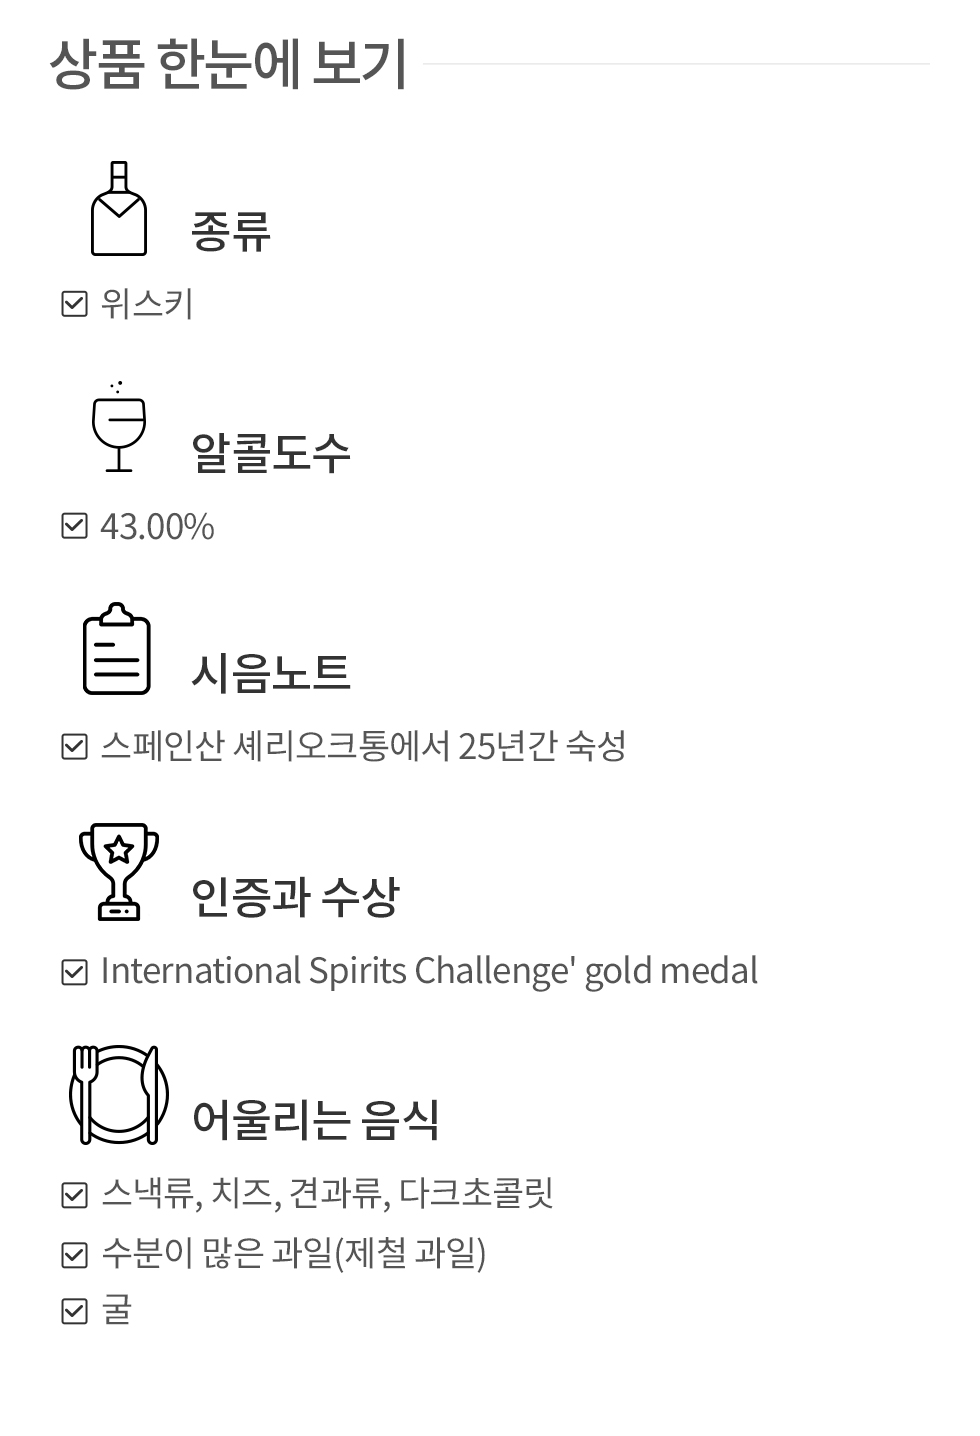 상품 한눈에 보기
종류
위스키
알콜도수
43.00%
시음노트
스페인산 셰리오크통에서 25년간 숙성
인증과 수상
International Spirits Challenge' gold medal
어울리는 음식
스낵류, 치즈, 견과류, 다크초콜릿
수분이 많은 과일(제철 과일)
굴